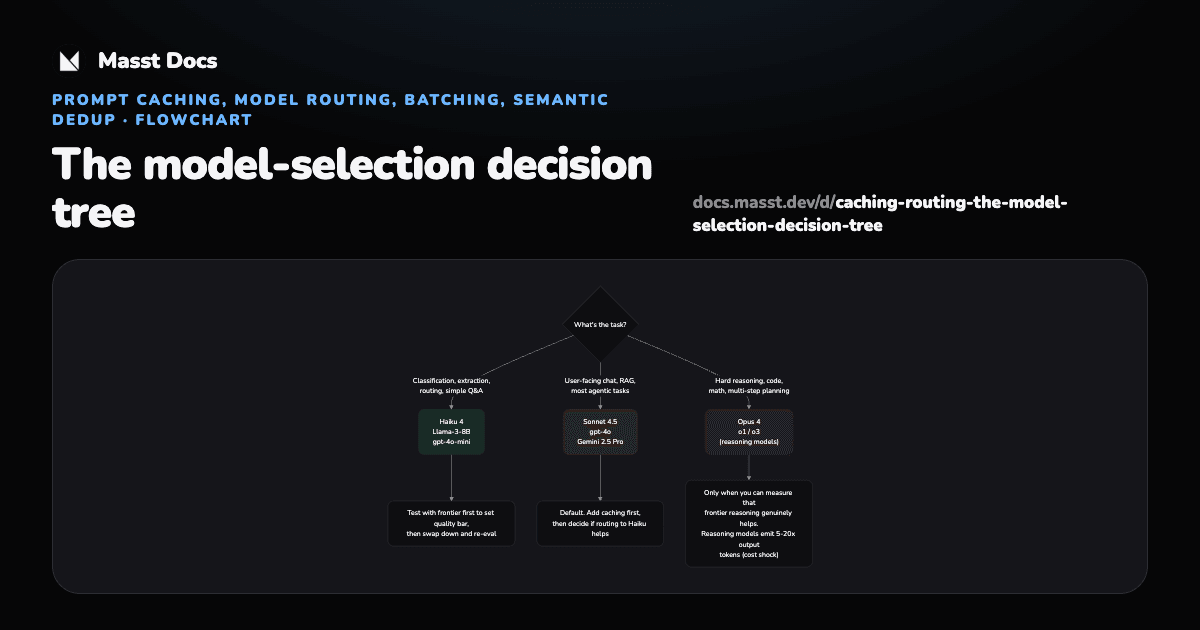 Masst Docs
PROMPT CACHING, MODEL ROUTING, BATCHING, SEMANTIC
DEDUP · FLOWCHART
The model-selection decision
tree
docs.masst.dev/d/caching-routing-the-model-
selection-decision-tree
What's the task?
Classification, extraction,
routing, simple Q&A
User-facing chat, RAG,
most agentic tasks
Hard reasoning, code,
math, multi-step planning
Haiku 4
Llama-3-8B
gpt-4o-mini
Sonnet 4.5
gpt-4o
Gemini 2.5 Pro
Opus 4
o1 / o3
(reasoning models)
Test with frontier first to set
quality bar,
then swap down and re-eval
Default. Add caching first,
then decide if routing to Haiku
helps
Only when you can measure
that
frontier reasoning genuinely
helps.
Reasoning models emit 5-20x
output
tokens (cost shock)